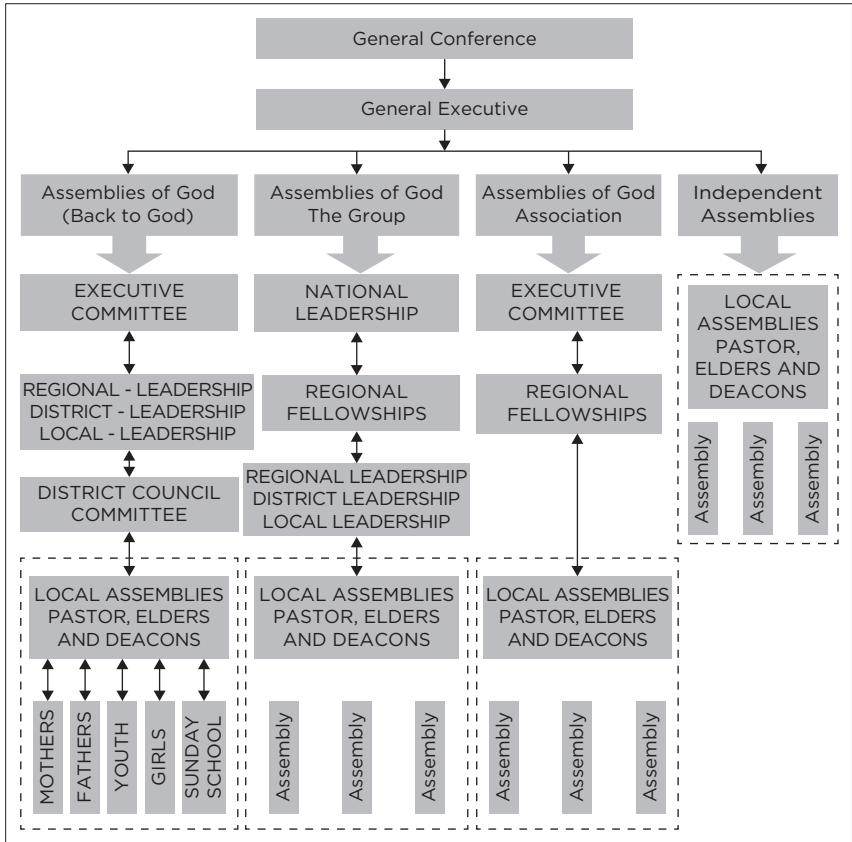 General Conference
General Executive
Assemblies of God
(Back to God)
Assemblies of God
The Group
Assemblies of God
Association
Independent
Assemblies
EXECUTIVE
COMMITTEE
REGIONAL - LEADERSHIP
DISTRICT - LEADERSHIP
LOCAL - LEADERSHIP
DISTRICT COUNCIL
COMMITTEE
LOCAL ASSEMBLIES
PASTOR, ELDERS
AND DEACONS
MOTHERS
FATHERS
YOUTH
GIRLS
SUNDAY
SCHOOL
NATIONAL
LEADERSHIP
REGIONAL
FELLOWSHIPS
REGIONAL LEADERSHIP
DISTRICT LEADERSHIP
LOCAL LEADERSHIP
LOCAL ASSEMBLIES
PASTOR, ELDERS
AND DEACONS
Assembly
Assembly
Assembly
EXECUTIVE
COMMITTEE
REGIONAL
FELLOWSHIPS
LOCAL ASSEMBLIES
PASTOR, ELDERS
AND DEACONS
Assembly
Assembly
Assembly
LOCAL
ASSEMBLIES
PASTOR,
ELDERS AND
DEACONS
Assembly
Assembly
Assembly